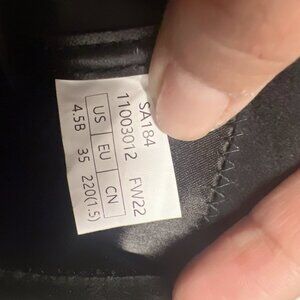 SA184
11003012 FW22
US EU CN
4.5B 35 220(1.5)